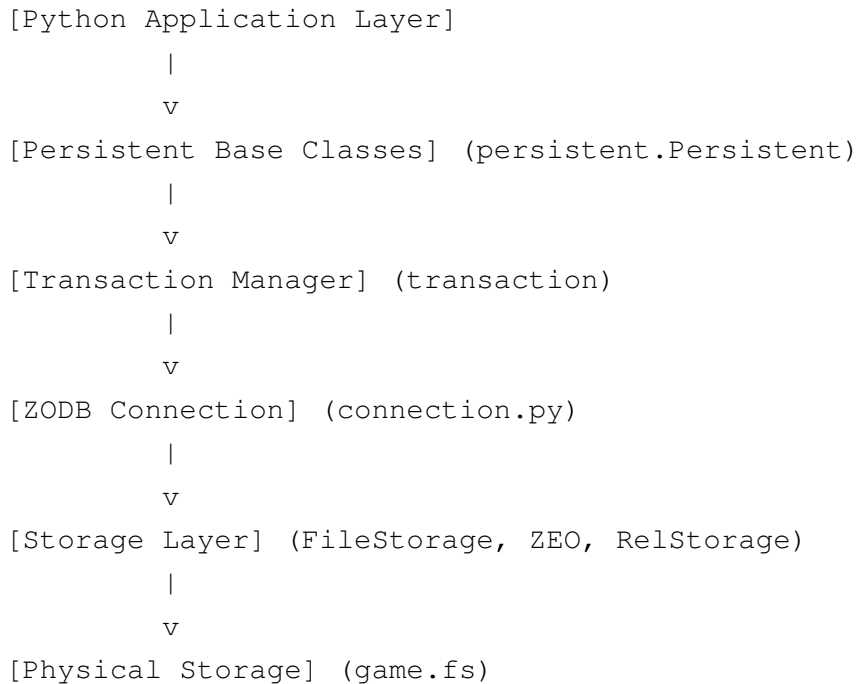 [Python Application Layer]
|
v
[Persistent Base Classes] (persistent.Persistent)
|
v
[Transaction Manager] (transaction)
|
v
[ZODB Connection] (connection.py)
|
v
[Storage Layer] (FileStorage, ZEO, RelStorage)
|
v
[Physical Storage] (game.fs)